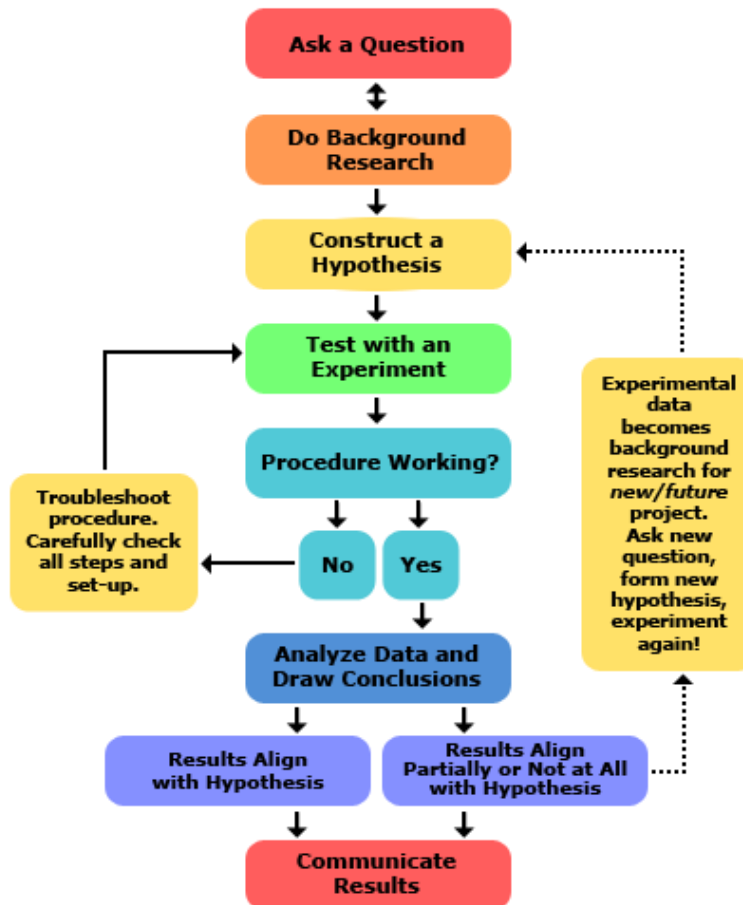 Ask a Question
Do Background
Research
Construct a
Hypothesis
Test with an
Experiment
Procedure Working?
No
Yes
Troubleshoot
procedure.
Carefully check
all steps and
set-up.
Experimental
data
becomes
background
research for
new/future
project.
Ask new
question,
form new
hypothesis,
experiment
again!
Analyze Data and
Draw Conclusions
Results Align
with Hypothesis
Results Align
Partially or Not at All
with Hypothesis
Communicate
Results